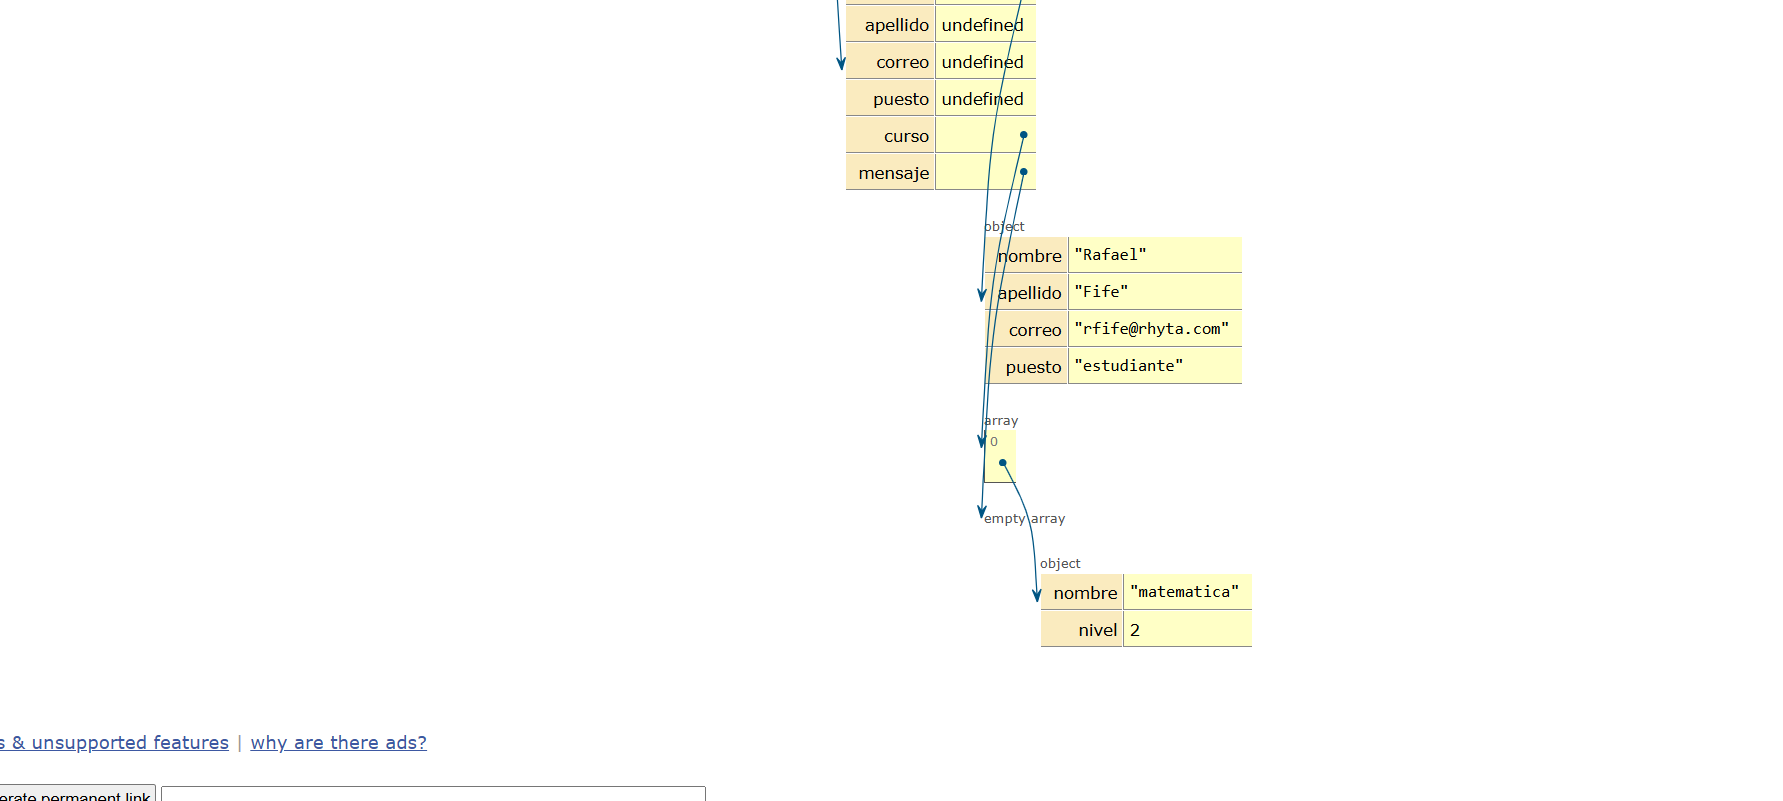 apellido undefined
correo undefined
puesto undefined
curso
mensaje
object
nombre "Rafael"
apellido "Fife"
correo "rfife@rhyta.com"
puesto "estudiante"
array
0
empty array
object
nombre "matematica"
nivel 2
s & unsupported features | why are there ads?
erate permanent link